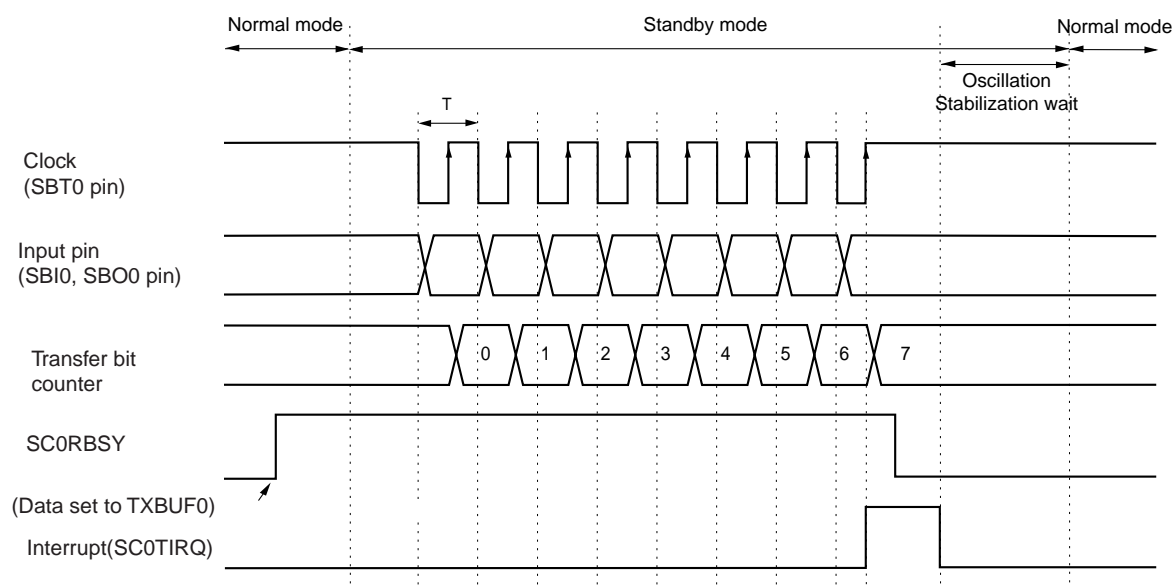 Normal mode
Standby mode
Normal mode
Oscillation
Stabilization wait
T
Clock
(SBT0 pin)
Input pin
(SBI0, SBO0 pin)
Transfer bit
counter
0 1 2 3 4 5 6 7
SC0RBSY
(Data set to TXBUF0)
Interrupt(SC0TIRQ)